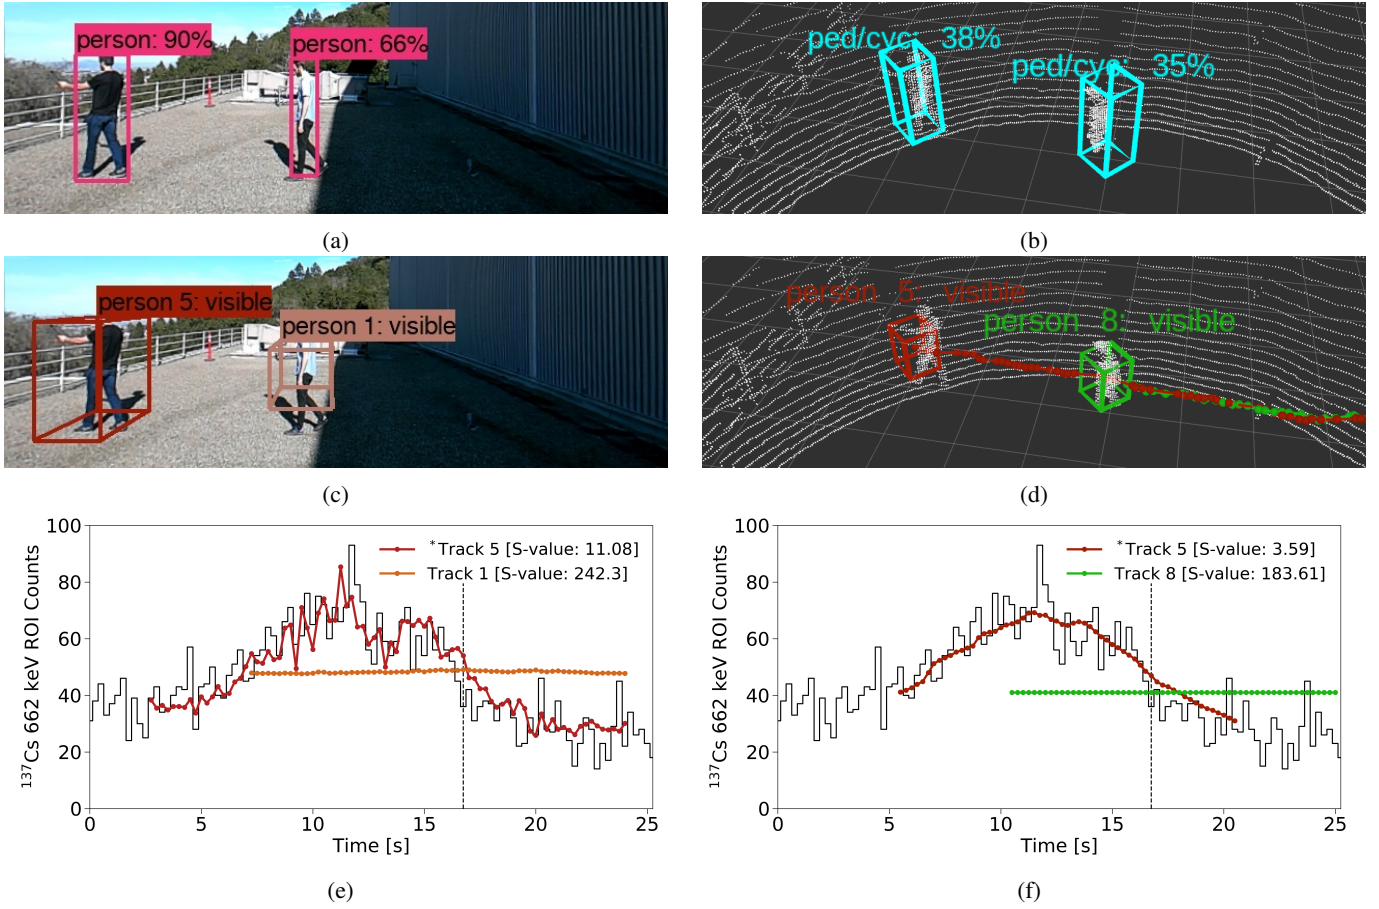 person: 90%
person: 66%
ped/cyc: 38%
ped/cyc: 35%
(a)
(b)
person 5: visible
person 1: visible
person 5: visible
person 8: visible
(c)
(d)
100
80
60
40
20
0
¹³⁷Cs 662 keV ROI Counts
*Track 5 [S-value: 11.08]
Track 1 [S-value: 242.3]
0 5 10 15 20 25
Time [s]
(e)
100
80
60
40
20
0
¹³⁷Cs 662 keV ROI Counts
*Track 5 [S-value: 3.59]
Track 8 [S-value: 183.61]
0 5 10 15 20 25
Time [s]
(f)